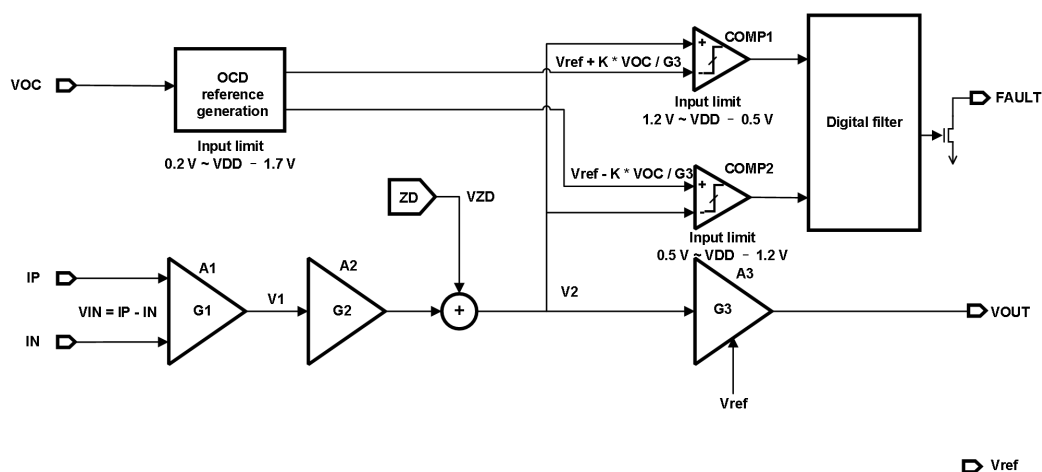 COMP1
VOC
OCD
reference
generation
Vref + K * VOC / G3
+
-
Input limit
1.2 V ~ VDD - 0.5 V
FAULT
Digital filter
Input limit
0.2 V ~ VDD - 1.7 V
COMP2
Vref - K * VOC / G3
+
-
ZD
VZD
Input limit
0.5 V ~ VDD - 1.2 V
IP
A1
A2
A3
VIN = IP - IN
G1
V1
G2
+
V2
G3
VOUT
IN
Vref
Vref